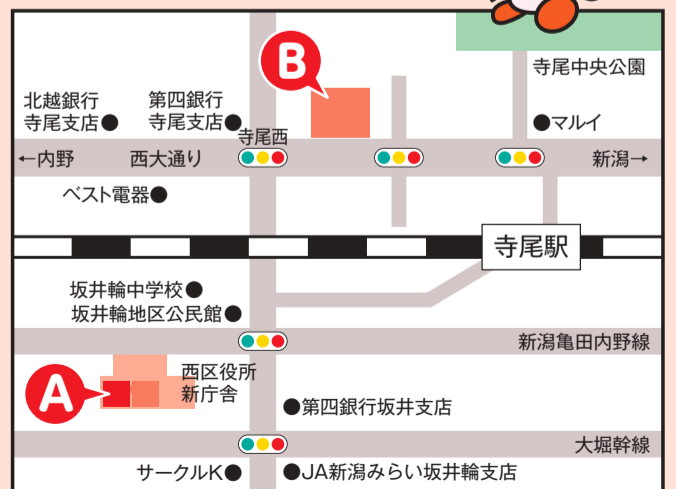 B
寺尾中央公園
北越銀行
寺尾支店●
第四銀行
寺尾支店●
●マルイ
寺尾西
←内野
西大通り
新潟→
ベスト電器●
寺尾駅
坂井輪中学校●
坂井輪地区公民館●
新潟亀田内野線
A
西区役所
新庁舎
●第四銀行坂井支店
大堀幹線
サークルK●
●JA新潟みらい坂井輪支店